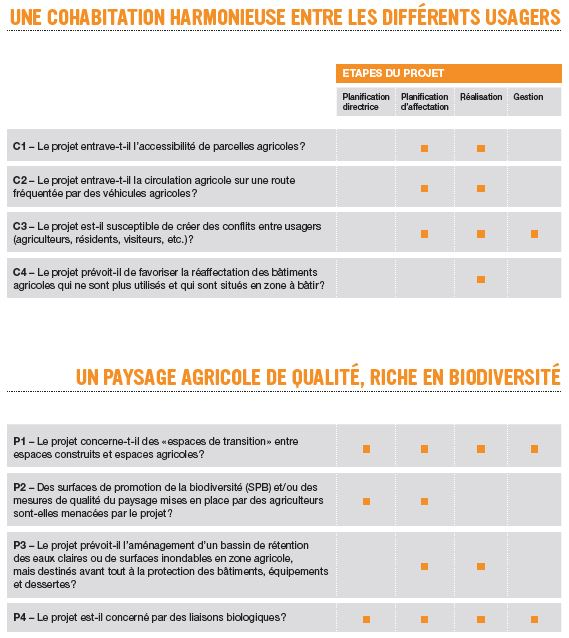 UNE COHABITATION HARMONIEUSE ENTRE LES DIFFÉRENTS USAGERS
ETAPES DU PROJET
Planification directrice
Planification d'affectation
Réalisation
Gestion
C1 – Le projet entrave-t-il l'accessibilité de parcelles agricoles?
C2 – Le projet entrave-t-il la circulation agricole sur une route
fréquentée par des véhicules agricoles?
C3 – Le projet est-il susceptible de créer des conflits entre usagers
(agriculteurs, résidents, visiteurs, etc.)?
C4 – Le projet prévoit-il de favoriser la réaffectation des bâtiments
agricoles qui ne sont plus utilisés et qui sont situés en zone à bâtir?
UN PAYSAGE AGRICOLE DE QUALITÉ, RICHE EN BIODIVERSITÉ
P1 – Le projet concerne-t-il des «espaces de transition» entre
espaces construits et espaces agricoles?
P2 – Des surfaces de promotion de la biodiversité (SPB) et/ou des
mesures de qualité du paysage mises en place par des agriculteurs
sont-elles menacées par le projet?
P3 – Le projet prévoit-il l'aménagement d'un bassin de rétention
des eaux claires ou de surfaces inondables en zone agricole,
mais destinés avant tout à la protection des bâtiments, équipements
et dessertes?
P4 – Le projet est-il concerné par des liaisons biologiques?